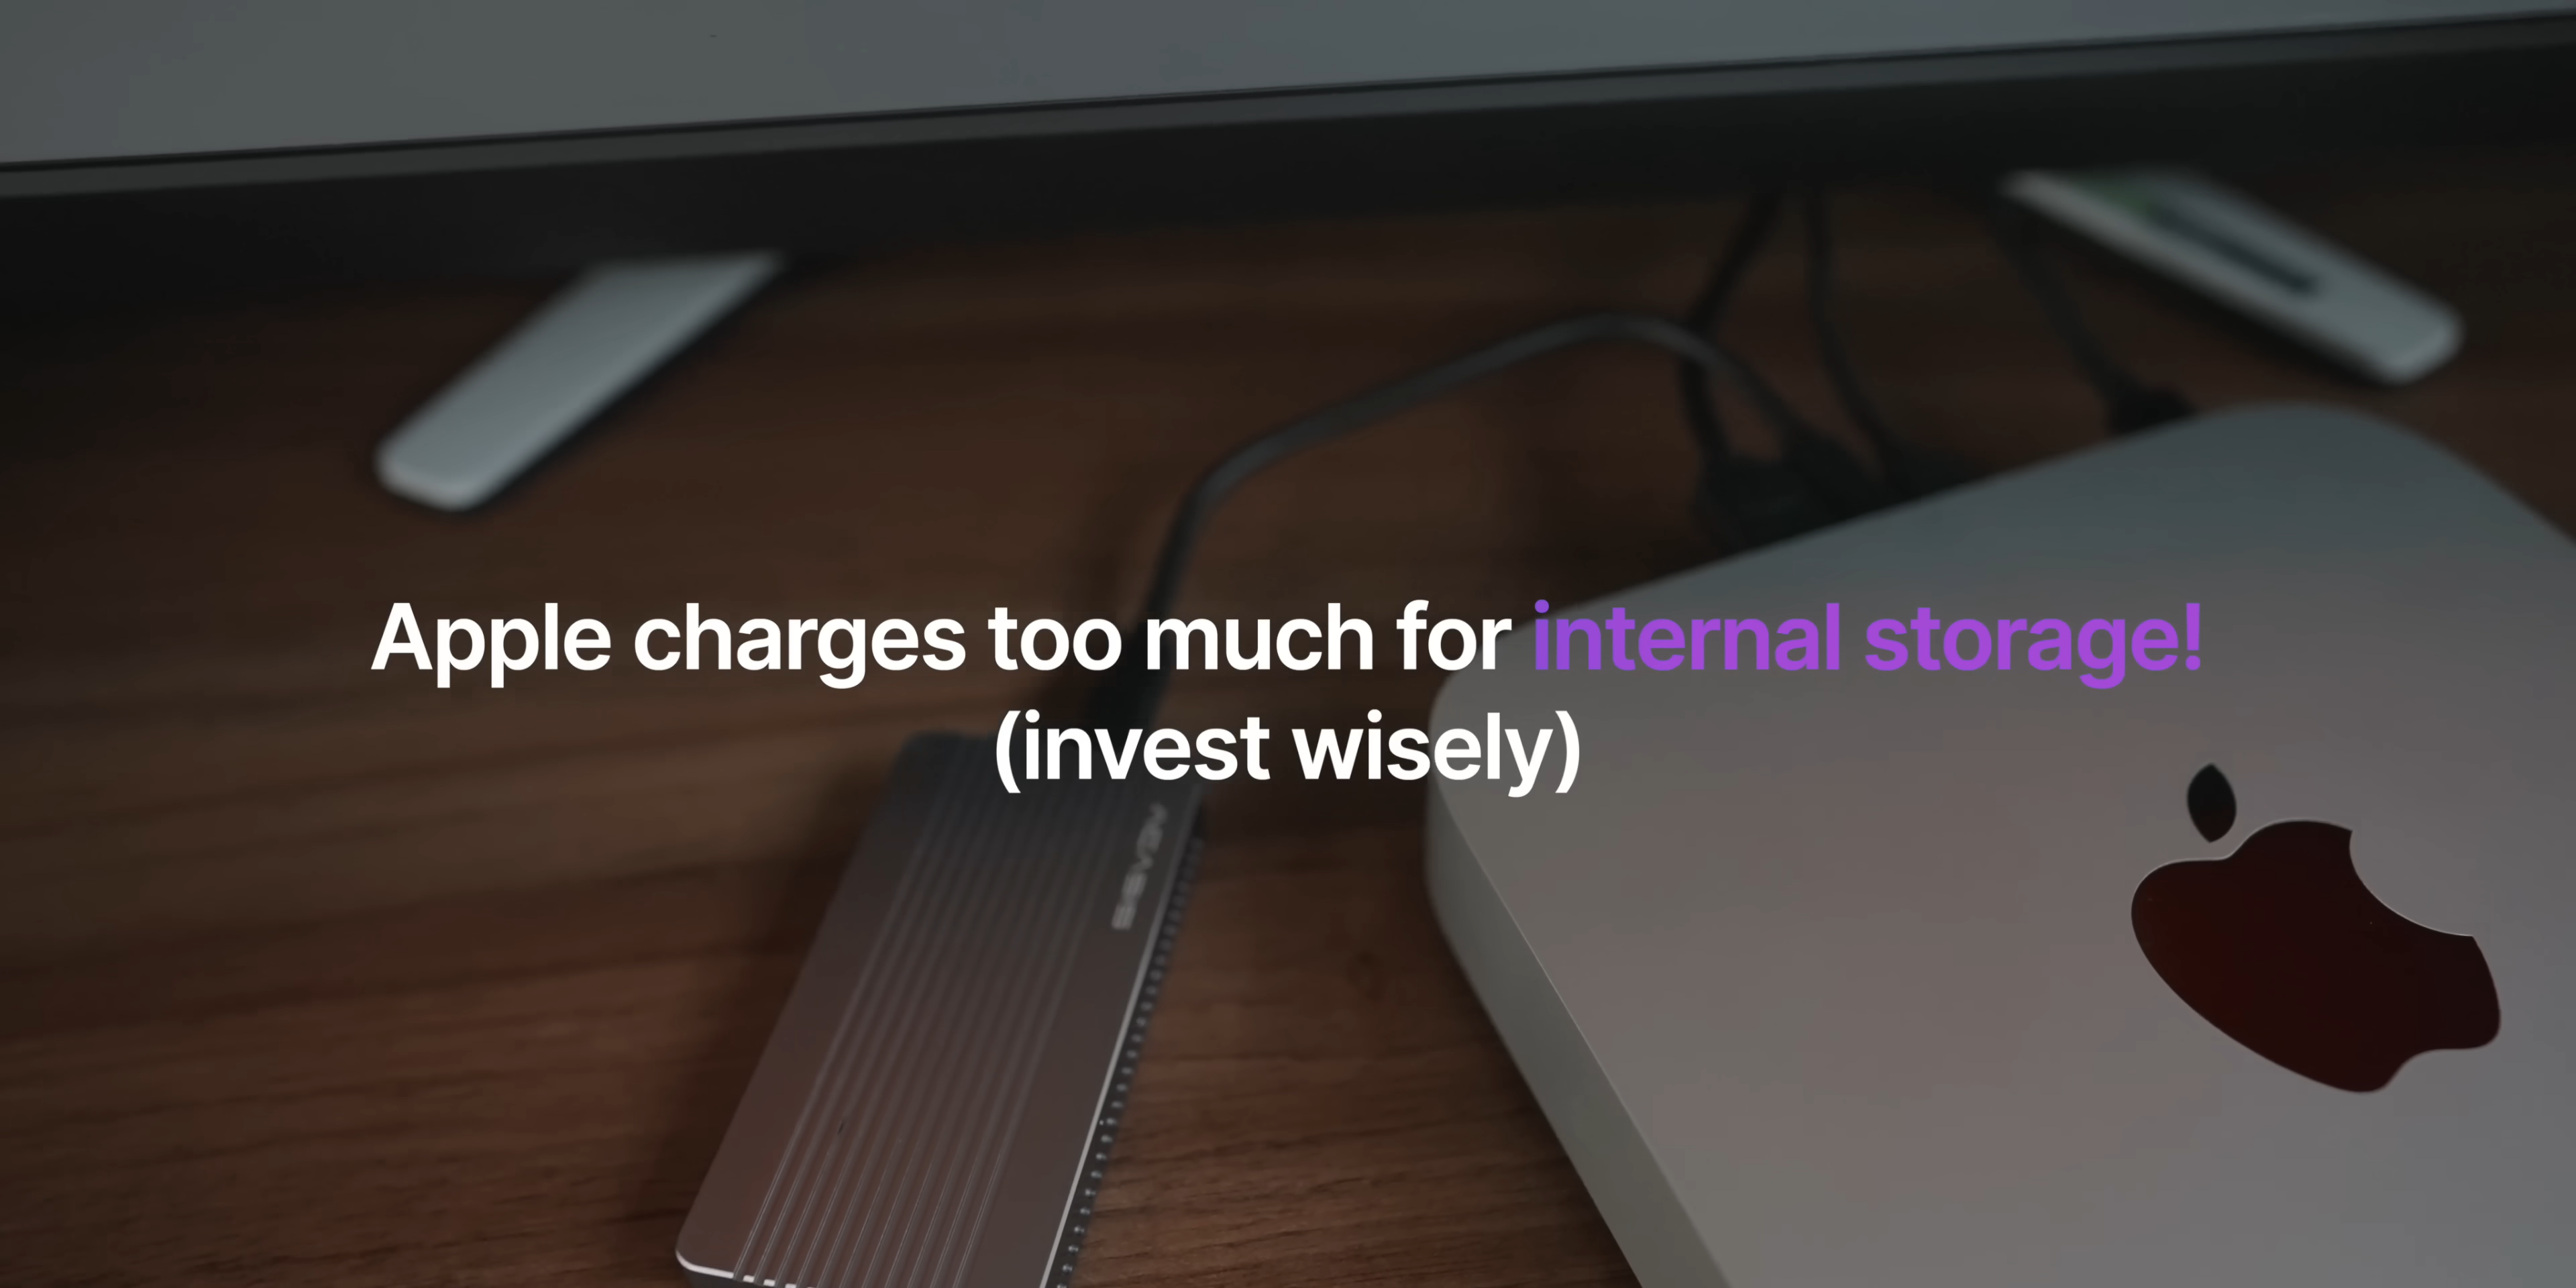 Apple charges too much for internal storage!
(invest wisely)